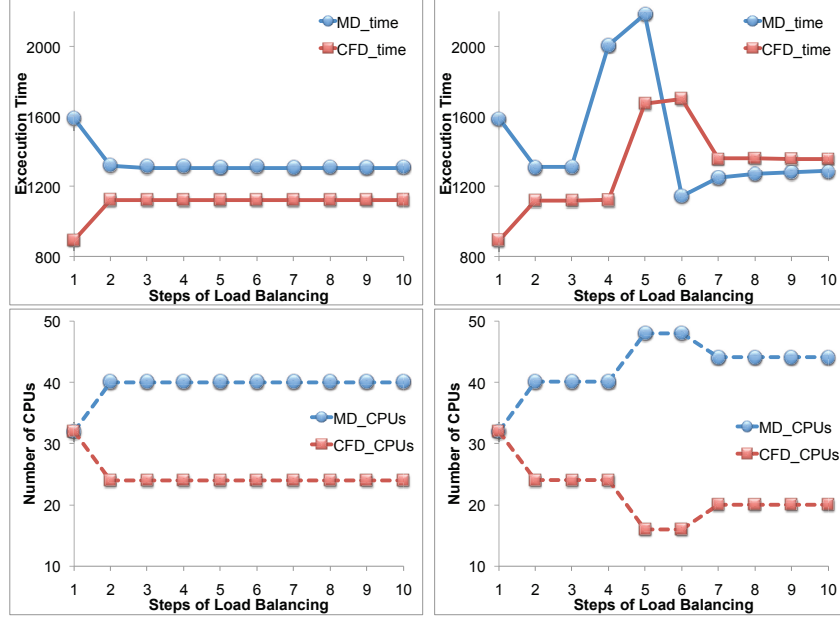 MD_time
CFD_time
2000
1600
1200
800
Excecution Time
1 2 3 4 5 6 7 8 9 10
Steps of Load Balancing
MD_time
CFD_time
2000
1600
1200
800
Excecution Time
1 2 3 4 5 6 7 8 9 10
Steps of Load Balancing
50
40
30
20
10
Number of CPUs
MD_CPUs
CFD_CPUs
1 2 3 4 5 6 7 8 9 10
Steps of Load Balancing
50
40
30
20
10
Number of CPUs
MD_CPUs
CFD_CPUs
1 2 3 4 5 6 7 8 9 10
Steps of Load Balancing